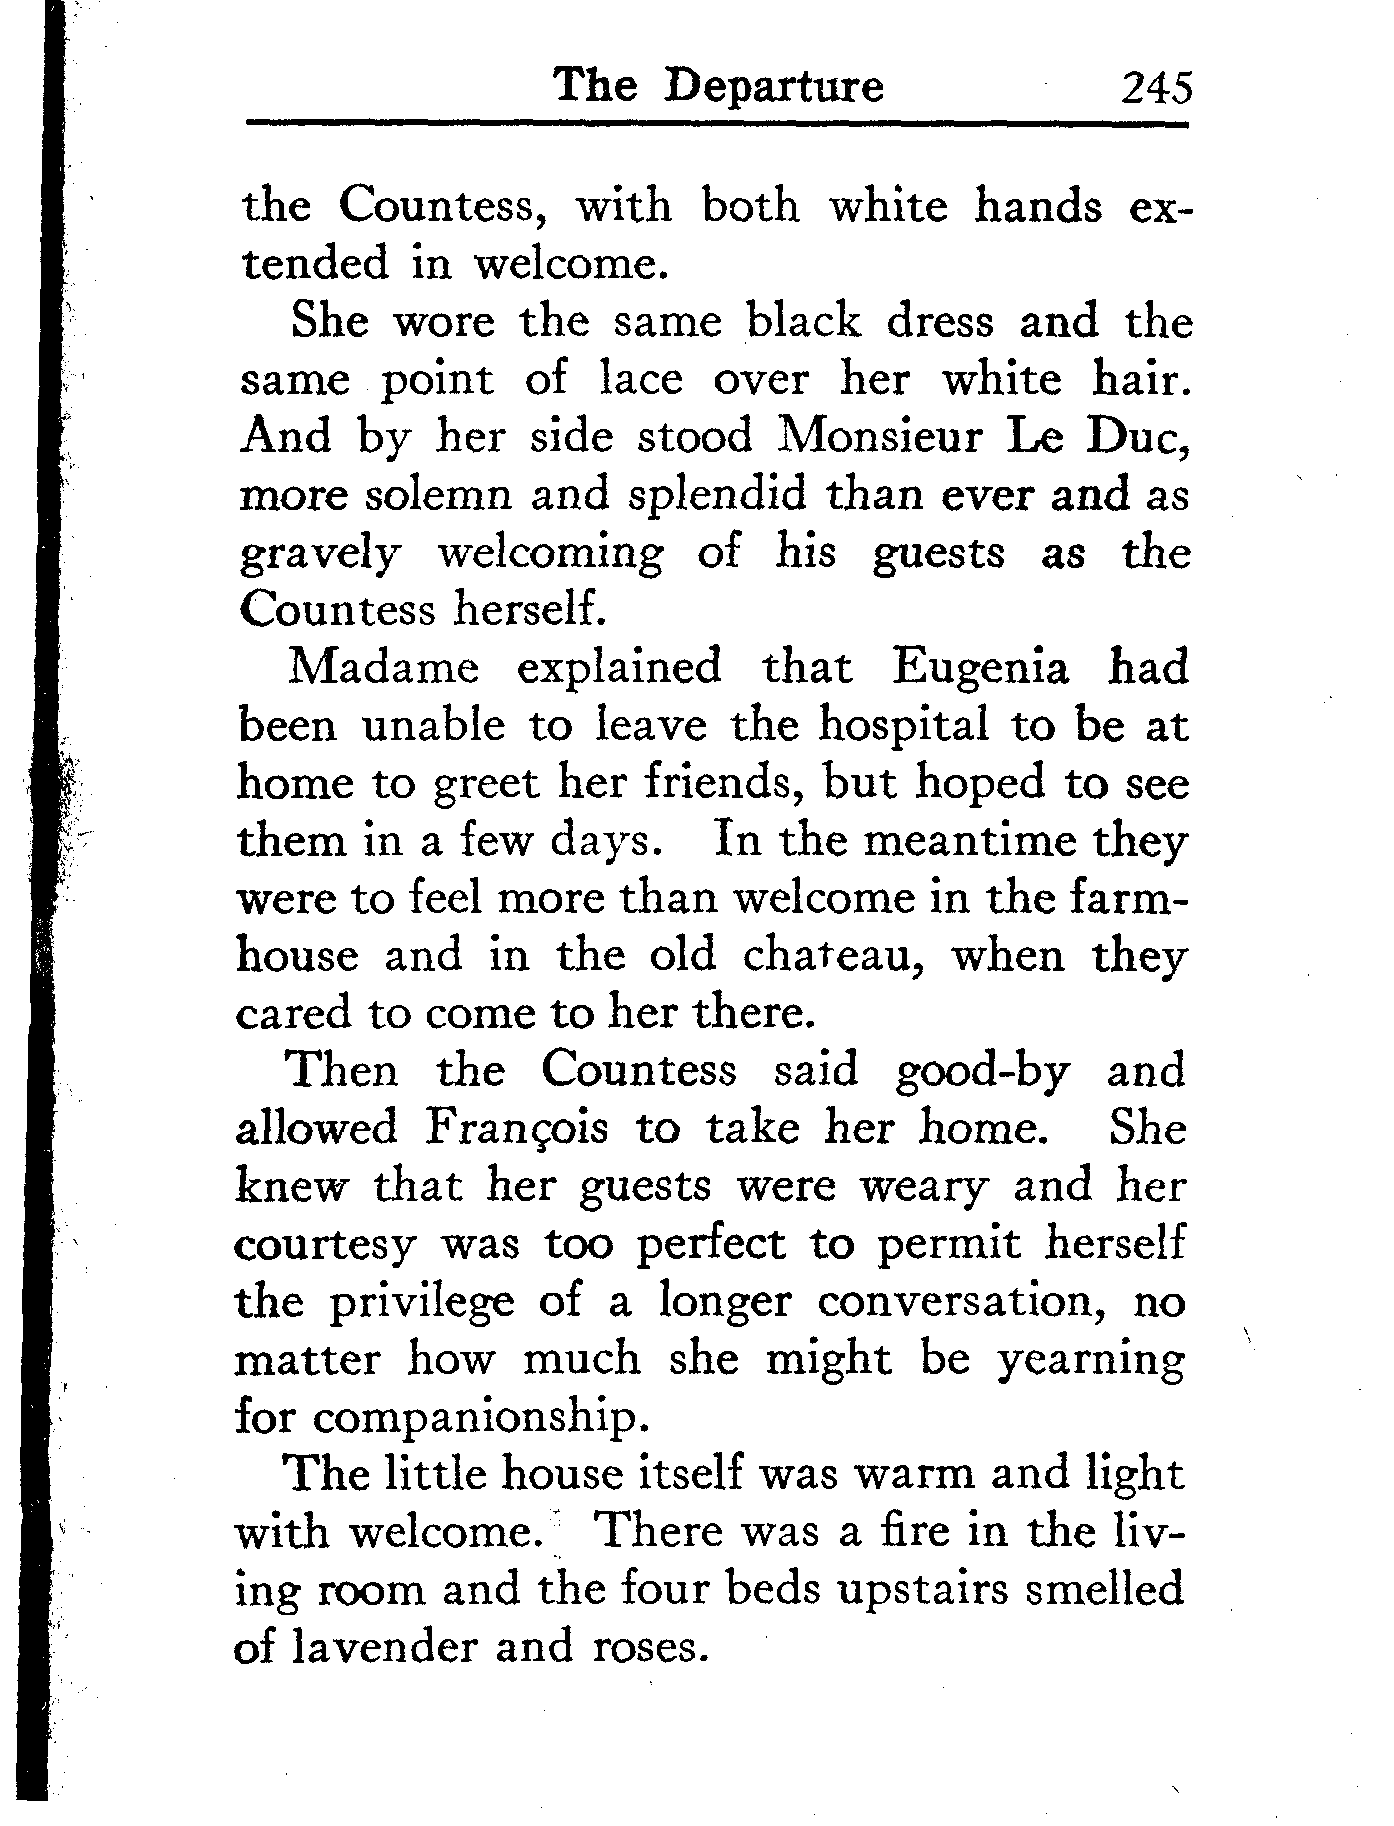 The Departure 245
the Countess, with both white hands ex-
tended in welcome.
She wore the same black dress and the
same point of lace over her white hair.
And by her side stood Monsieur Le Duc,
more solemn and splendid than ever and as
gravely welcoming of his guests as the
Countess herself.
Madame explained that Eugenia had
been unable to leave the hospital to be at
home to greet her friends, but hoped to see
them in a few days. In the meantime they
were to feel more than welcome in the farm-
house and in the old chateau, when they
cared to come to her there.
Then the Countess said good-by and
allowed François to take her home. She
knew that her guests were weary and her
courtesy was too perfect to permit herself
the privilege of a longer conversation, no
matter how much she might be yearning
for companionship.
The little house itself was warm and light
with welcome. There was a fire in the liv-
ing room and the four beds upstairs smelled
of lavender and roses.